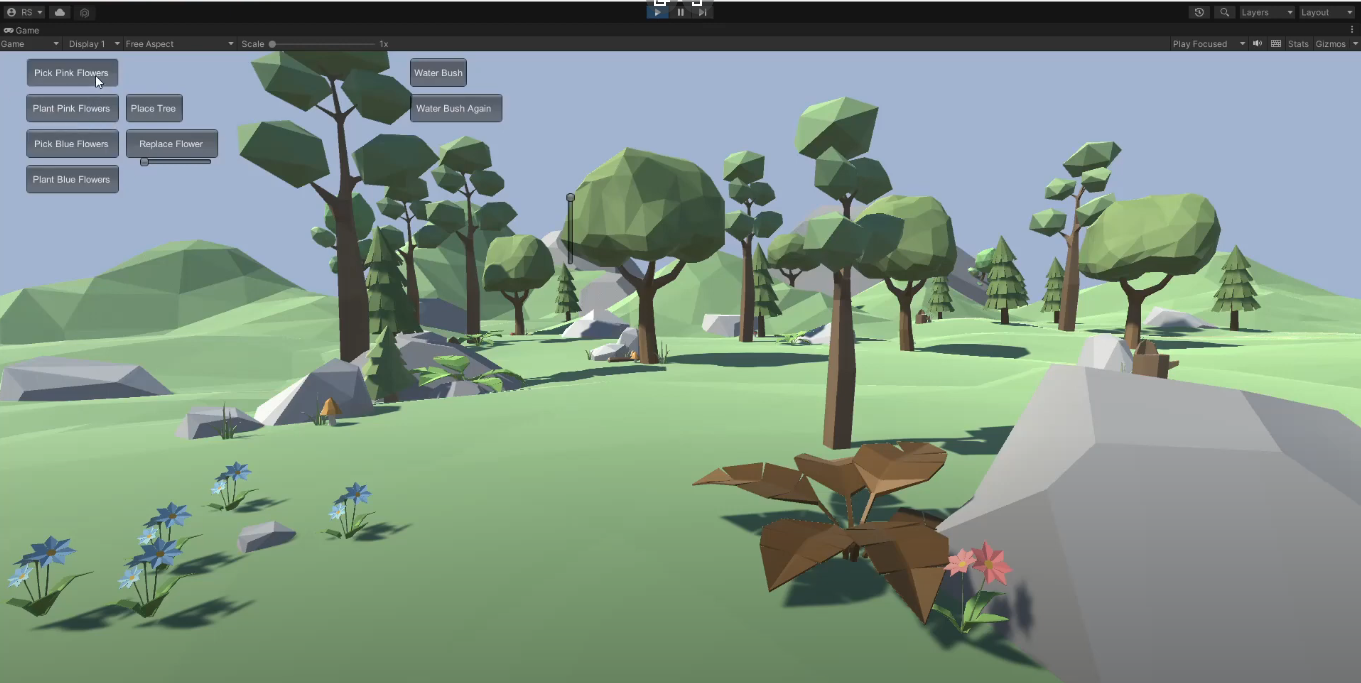 RS
Layers
Layout
Game
Game
Display 1
Free Aspect
Scale
1x
Play Focused
Stats
Gizmos
Pick Pink Flowers
Water Bush
Plant Pink Flowers
Place Tree
Water Bush Again
Pick Blue Flowers
Replace Flower
Plant Blue Flowers